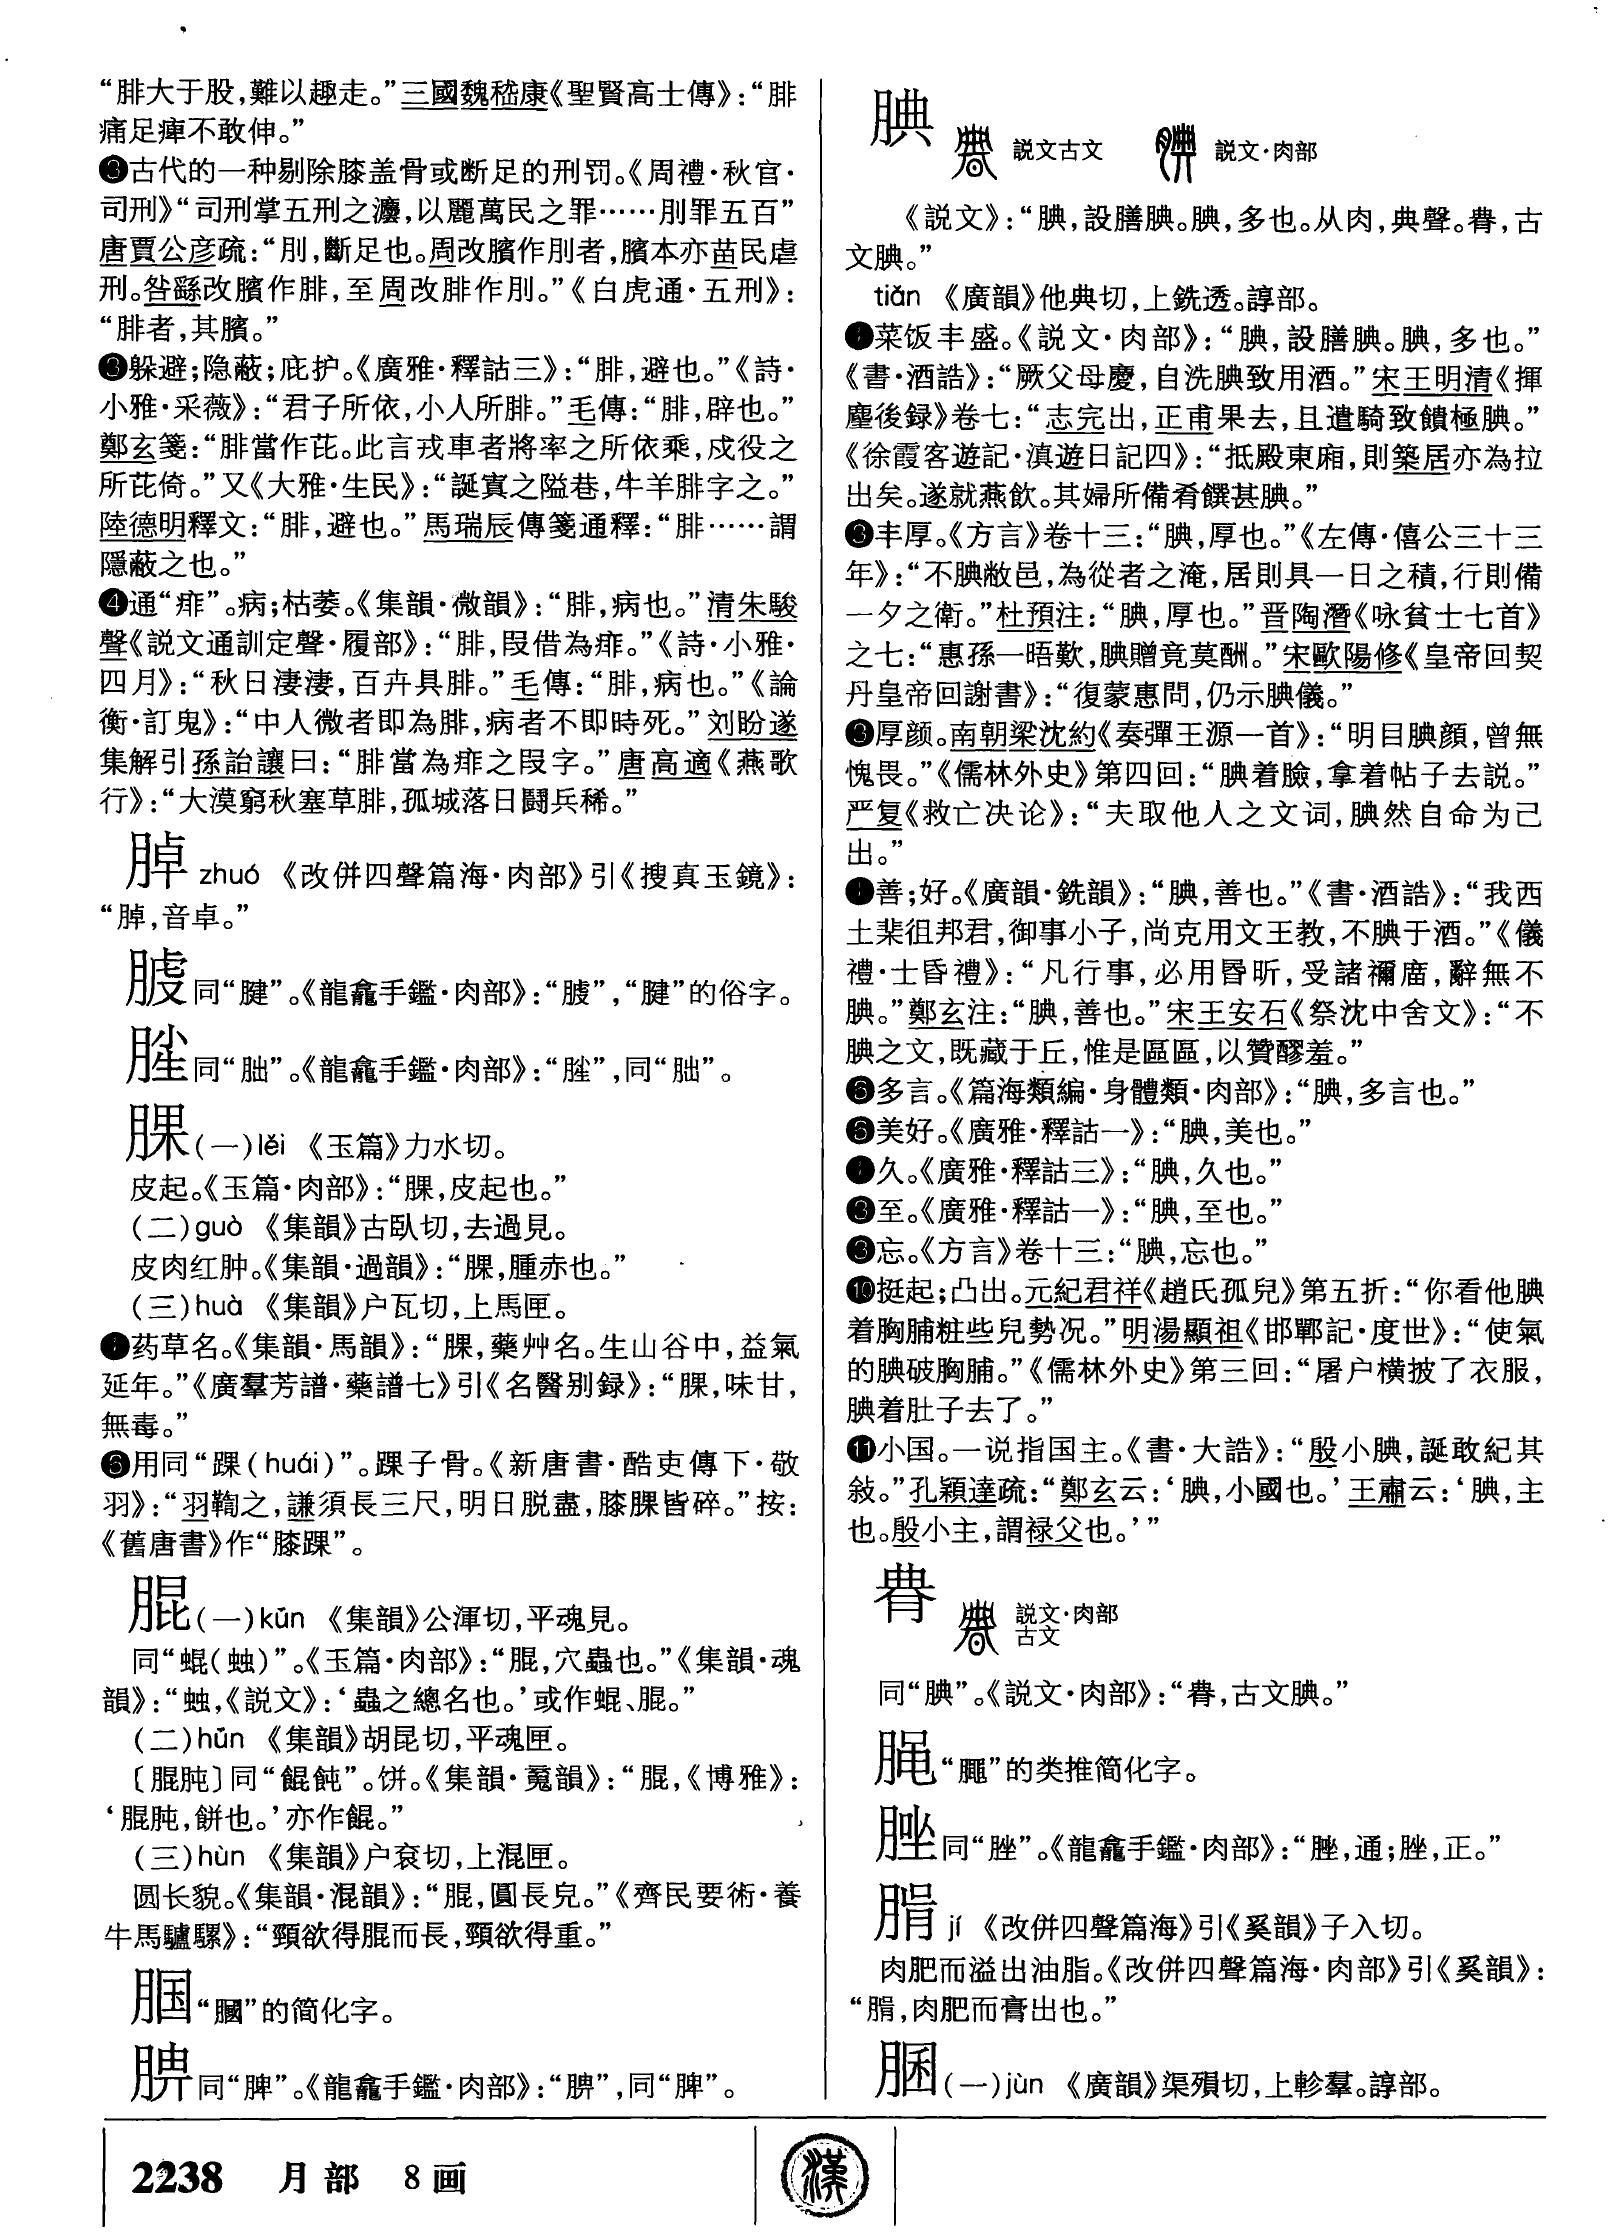 “腓大于股，難以趣走。”三國魏嵇康《聖賢高士傳》：“腓
痛足痺不敢伸。”
❸古代的一种剔除膝盖骨或断足的刑罚。《周禮·秋官·
司刑》“司刑掌五刑之灋，以麗萬民之罪……刖罪五百”
唐賈公彦疏：“刖，斷足也。周改臏作刖者，臏本亦苗民虐
刑。咎繇改臏作腓，至周改腓作刖。”《白虎通·五刑》：
“腓者，其臏。”
❸躲避；隐蔽；庇护。《廣雅·釋詁三》：“腓，避也。”《詩·
小雅·采薇》：“君子所依，小人所腓。”毛傳：“腓，辟也。”
鄭玄箋：“腓當作芘。此言戎車者將率之所依乘，戍役之
所芘倚。”又《大雅·生民》：“誕寘之隘巷，牛羊腓字之。”
陸德明釋文：“腓，避也。”馬瑞辰傳箋通釋：“腓……謂
隱蔽之也。”
❹通“痱”。病；枯萎。《集韻·微韻》：“腓，病也。”清朱駿
聲《説文通訓定聲·履部》：“腓，叚借為痱。”《詩·小雅·
四月》：“秋日淒淒，百卉具腓。”毛傳：“腓，病也。”《論
衡·訂鬼》：“中人微者即為腓，病者不即時死。”刘盼遂
集解引孫詒讓曰：“腓當為痱之叚字。”唐高適《燕歌
行》：“大漠窮秋塞草腓，孤城落日鬭兵稀。”
䐁 zhuó 《改併四聲篇海·肉部》引《搜真玉鏡》：
“䐁，音卓。”
同“腱”。《龍龕手鑑·肉部》：“”，“腱”的俗字。
同“朏”。《龍龕手鑑·肉部》：“”，同“朏”。
腂(一)lěi 《玉篇》力水切。
皮起。《玉篇·肉部》：“腂，皮起也。”
(二)guò 《集韻》古臥切，去過見。
皮肉红肿。《集韻·過韻》：“腂，腫赤也。”
(三)huà 《集韻》户瓦切，上馬匣。
❶药草名。《集韻·馬韻》：“腂，藥艸名。生山谷中，益氣
延年。”《廣羣芳譜·藥譜七》引《名醫别録》：“腂，味甘，
無毒。”
❻用同“踝(huái)”。踝子骨。《新唐書·酷吏傳下·敬
羽》：“羽鞫之，謙須長三尺，明日脱盡，膝腂皆碎。”按：
《舊唐書》作“膝踝”。
腒(一)kūn 《集韻》公渾切，平魂見。
同“蜫(䖵)”。《玉篇·肉部》：“䐊，穴蟲也。”《集韻·魂
韻》：“䖵，《説文》：‘蟲之總名也。’或作蜫、䐊。”
(二)hún 《集韻》胡昆切，平魂匣。
〔䐊肫〕同“餛飩”。饼。《集韻·䰟韻》：“䐊，《博雅》：
‘䐊肫，餅也。’亦作餛。”
(三)hùn 《集韻》户袞切，上混匣。
圆长貌。《集韻·混韻》：“䐊，圓長皃。”《齊民要術·養
牛馬驢騾》：“頸欲得䐊而長，頸欲得重。”
腘“膕”的简化字。
同“脾”。《龍龕手鑑·肉部》：“”，同“脾”。
腆 説文古文 説文·肉部
《説文》：“腆，設膳腆。腆，多也。从肉，典聲。䠄，古
文腆。”
tiǎn 《廣韻》他典切，上銑透。諄部。
❶菜饭丰盛。《説文·肉部》：“腆，設膳腆。腆，多也。”
《書·酒誥》：“厥父母慶，自洗腆致用酒。”宋王明清《揮
麈後録》卷七：“志完出，正甫果去，且遣騎致饋極腆。”
《徐霞客遊記·滇遊日記四》：“抵殿東廂，則築居亦為拉
出矣。遂就燕飲。其婦所備肴饌甚腆。”
❸丰厚。《方言》卷十三：“腆，厚也。”《左傳·僖公三十三
年》：“不腆敝邑，為從者之淹，居則具一日之積，行則備
一夕之衛。”杜預注：“腆，厚也。”晋陶潛《咏貧士七首》
之七：“惠孫一晤歎，腆贈竟莫酬。”宋歐陽修《皇帝回契
丹皇帝回謝書》：“復蒙惠問，仍示腆儀。”
❸厚颜。南朝梁沈約《奏彈王源一首》：“明目腆顔，曾無
愧畏。”《儒林外史》第四回：“腆着臉，拿着帖子去説。”
严复《救亡决论》：“夫取他人之文词，腆然自命为己
出。”
❶善；好。《廣韻·銑韻》：“腆，善也。”《書·酒誥》：“我西
土棐徂邦君，御事小子，尚克用文王教，不腆于酒。”《儀
禮·士昏禮》：“凡行事，必用昏昕，受諸禰庿，辭無不
腆。”鄭玄注：“腆，善也。”宋王安石《祭沈中舍文》：“不
腆之文，既藏于丘，惟是區區，以贊醪羞。”
❺多言。《篇海類編·身體類·肉部》：“腆，多言也。”
❻美好。《廣雅·釋詁一》：“腆，美也。”
❼久。《廣雅·釋詁三》：“腆，久也。”
❽至。《廣雅·釋詁一》：“腆，至也。”
❾忘。《方言》卷十三：“腆，忘也。”
❿挺起；凸出。元紀君祥《趙氏孤兒》第五折：“你看他腆
着胸脯粧些兒勢况。”明湯顯祖《邯鄲記·度世》：“使氣
的腆破胸脯。”《儒林外史》第三回：“屠户横披了衣服，
腆着肚子去了。”
⓫小国。一说指国主。《書·大誥》：“殷小腆，誕敢紀其
敍。”孔穎達疏：“鄭玄云：‘腆，小國也。’王肅云：‘腆，主
也。殷小主，謂禄父也。’”
説文·肉部
古文
同“腆”。《説文·肉部》：“，古文腆。”
“鼆”的类推简化字。
同“脞”。《龍龕手鑑·肉部》：“，通；脞，正。”
jí 《改併四聲篇海》引《奚韻》子入切。
肉肥而溢出油脂。《改併四聲篇海·肉部》引《奚韻》：
“，肉肥而膏出也。”
䐃(一)jùn 《廣韻》渠殞切，上軫羣。諄部。
2238 月部 8画
漢